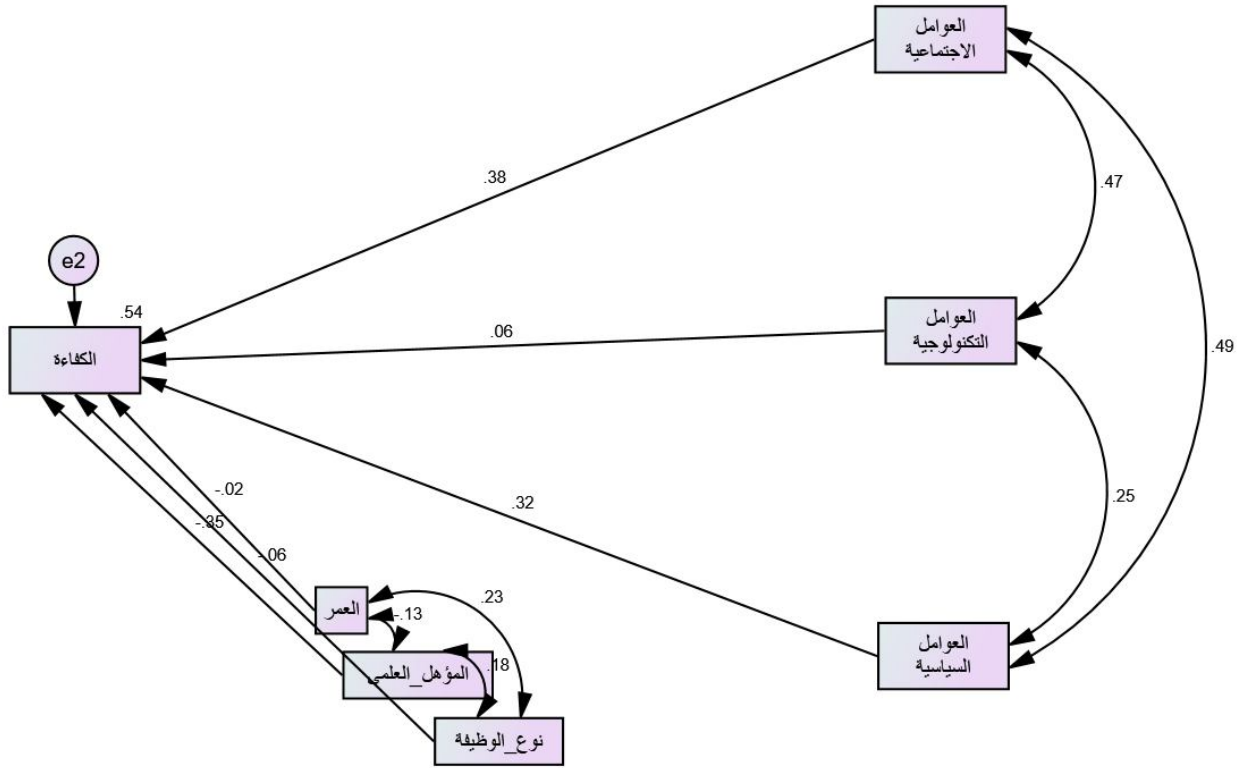 العوامل
الاجتماعية
.38
.47
e2
.54
العوامل
التكنولوجية
.06
الكفاءة
.49
-.02
.32
.25
-.35
-.06
العمر
.23
-.13
العوامل
السياسية
المؤهل_العلمي
.18
نوع_الوظيفة